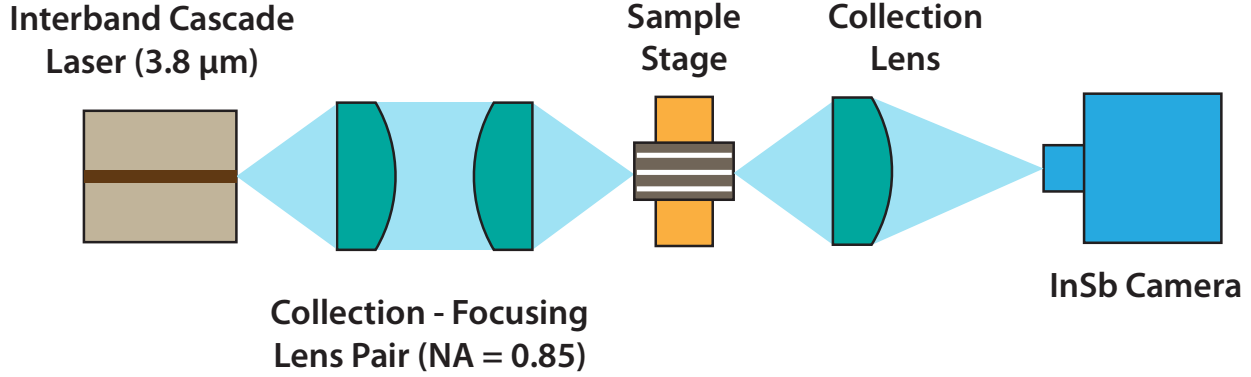 Interband Cascade
Laser (3.8 µm)
Sample
Stage
Collection
Lens
Collection - Focusing
Lens Pair (NA = 0.85)
InSb Camera